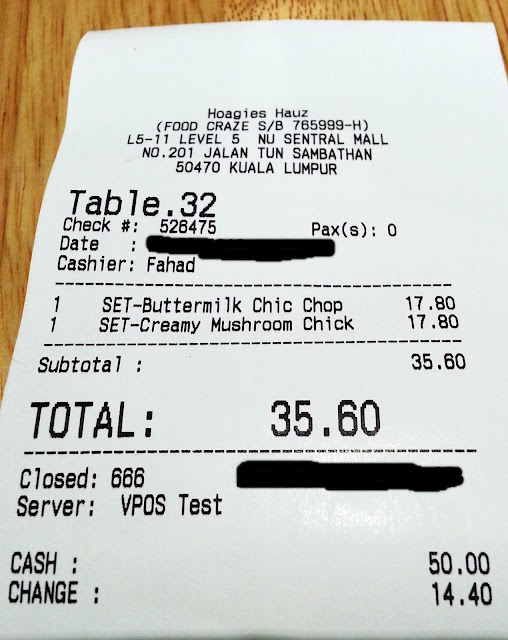 Hoagies Hauz
(FOOD CRAZE S/B 765999-H)
L5-11 LEVEL 5 NU SENTRAL MALL
NO.201 JALAN TUN SAMBATHAN
50470 KUALA LUMPUR
Table.32
Check #: 526475 Pax(s): 0
Date :
Cashier: Fahad
1 SET-Buttermilk Chic Chop 17.80
1 SET-Creamy Mushroom Chick 17.80
Subtotal : 35.60
TOTAL: 35.60
Closed: 666
Server: VPOS Test
CASH : 50.00
CHANGE : 14.40